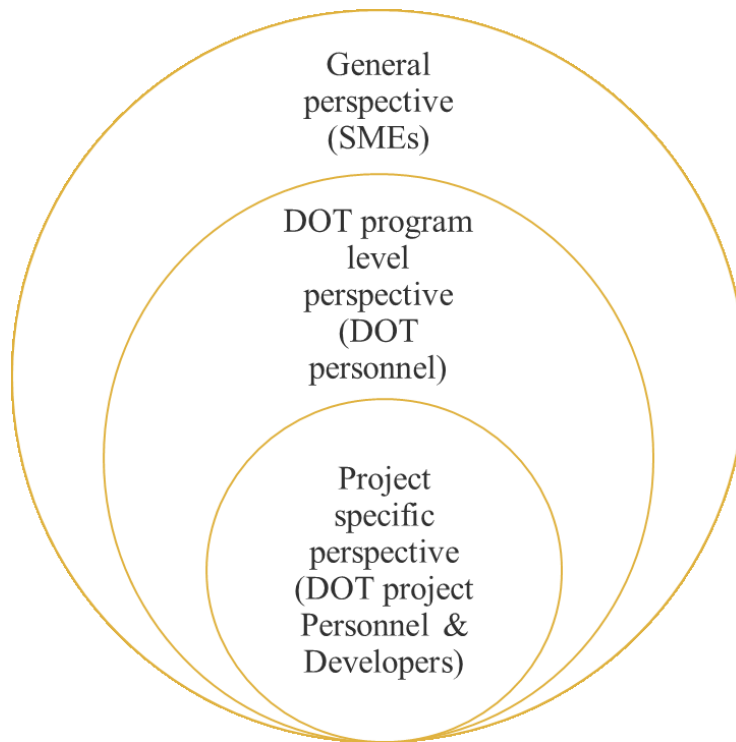 General
perspective
(SMEs)
DOT program
level
perspective
(DOT
personnel)
Project
specific
perspective
(DOT project
Personnel &
Developers)